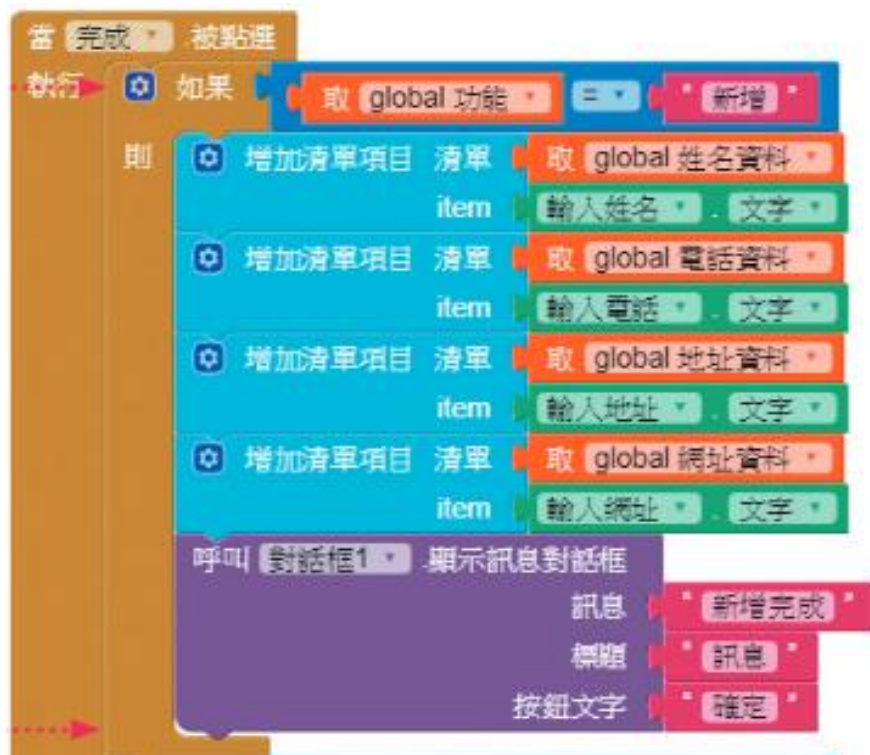 當 完成 .被點選
執行 如果 取 global 功能 = " 新增 "
則 增加清單項目 清單 取 global 姓名資料
item 輸入姓名 . 文字
增加清單項目 清單 取 global 電話資料
item 輸入電話 . 文字
增加清單項目 清單 取 global 地址資料
item 輸入地址 . 文字
增加清單項目 清單 取 global 網址資料
item 輸入網址 . 文字
呼叫 對話框1 .顯示訊息對話框
訊息 " 新增完成 "
標題 " 訊息 "
按鈕文字 " 確定 "